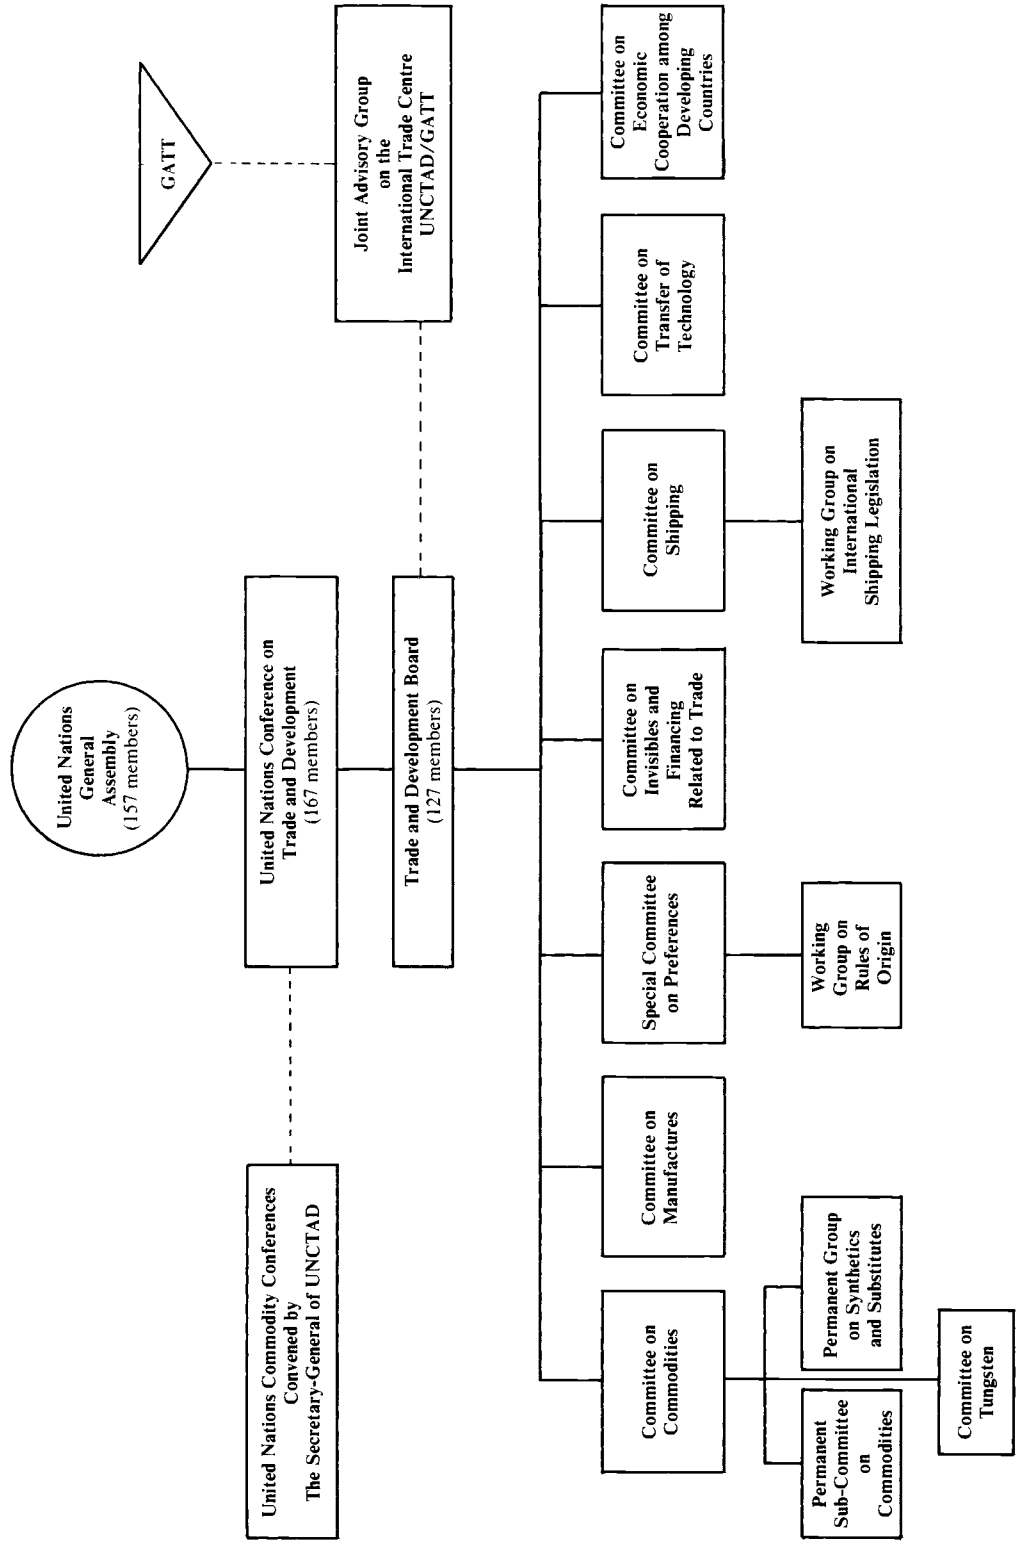 United Nations
General
Assembly
(157 members)
GATT
United Nations Commodity Conferences
Convened by
The Secretary-General of UNCTAD
United Nations Conference on
Trade and Development
(167 members)
Joint Advisory Group
on the
International Trade Centre
UNCTAD/GATT
Trade and Development Board
(127 members)
Committee on
Commodities
Committee on
Manufactures
Special Committee
on Preferences
Committee on
Invisibles and
Financing
Related to Trade
Committee on
Shipping
Committee on
Transfer of
Technology
Committee on
Economic
Cooperation among
Developing
Countries
Permanent
Sub-Committee
on
Commodities
Permanent Group
on Synthetics
and Substitutes
Working
Group on
Rules of
Origin
Working Group on
International
Shipping Legislation
Committee on
Tungsten